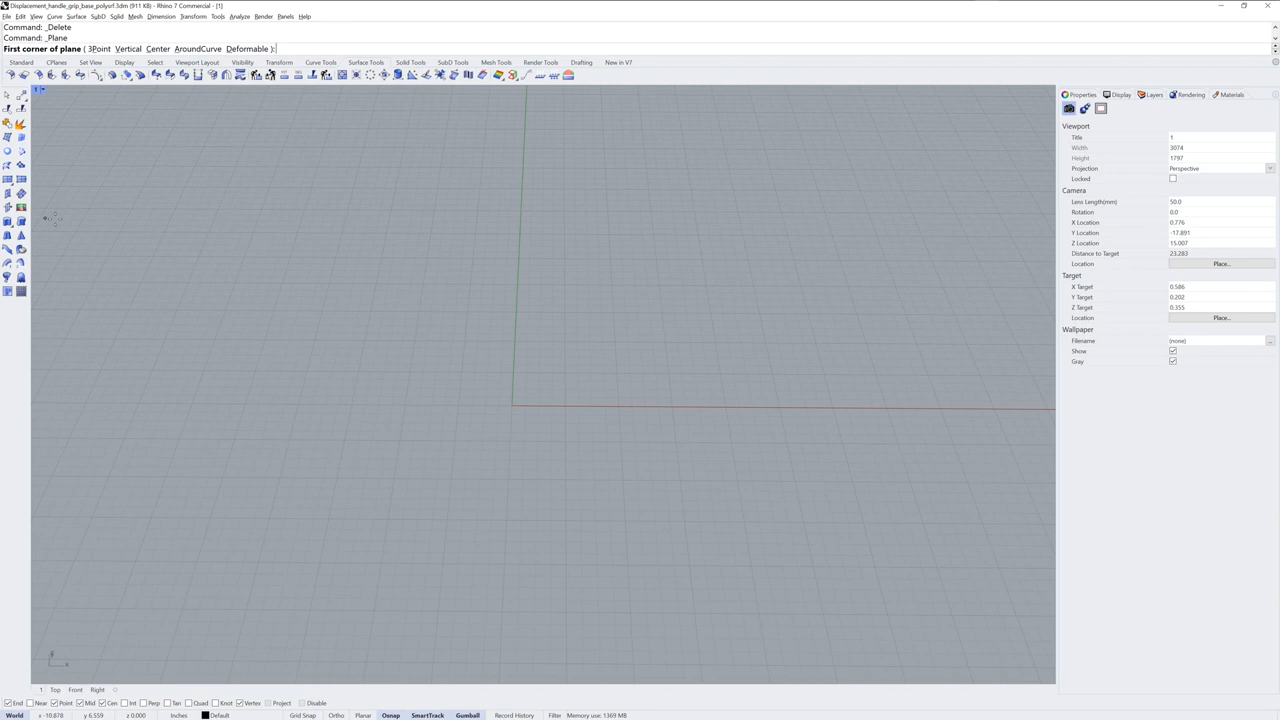 Displacement_handle_grip_base_polysrf.3dm (911 KB) - Rhino 7 Commercial - [1]
File Edit View Curve Surface SubD Solid Mesh Dimension Transform Tools Analyze Render Panels Help
Command: _Delete
Command: _Plane
First corner of plane ( 3Point Vertical Center AroundCurve Deformable ):
Standard CPlanes Set View Display Select Viewport Layout Visibility Transform Curve Tools Surface Tools Solid Tools SubD Tools Mesh Tools Render Tools Drafting New in V7
1
Properties Display Layers Rendering Materials
Viewport
Title 1
Width 3074
Height 1797
Projection Perspective
Locked
Camera
Lens Length(mm) 50.0
Rotation 0.0
X Location 0.776
Y Location -17.891
Z Location 15.007
Distance to Target 23.283
Location Place...
Target
X Target 0.586
Y Target 0.202
Z Target 0.355
Location Place...
Wallpaper
Filename (none) ...
Show
Gray
x
1 Top Front Right
End Near Point Mid Cen Int Perp Tan Quad Knot Vertex Project Disable
World x -10.878 y 6.559 z 0.000 Inches Default Grid Snap Ortho Planar Osnap SmartTrack Gumball Record History Filter Memory use: 1369 MB